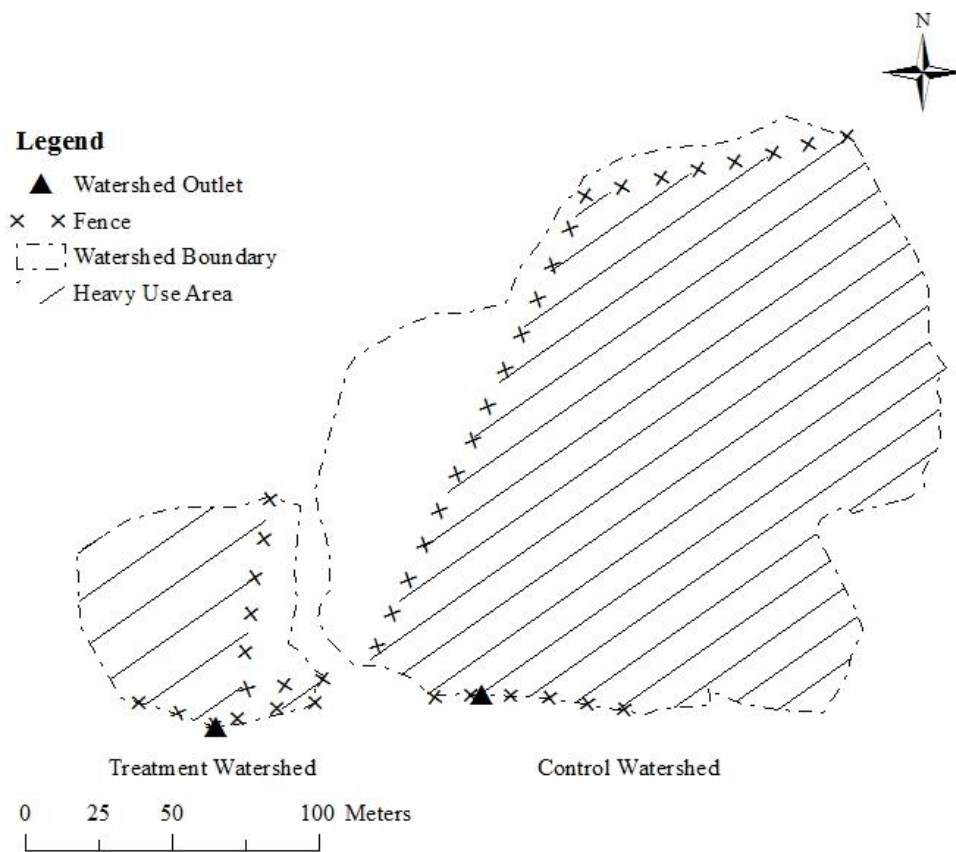 N
Legend
Watershed Outlet
Fence
Watershed Boundary
Heavy Use Area
Treatment Watershed
Control Watershed
0 25 50 100 Meters